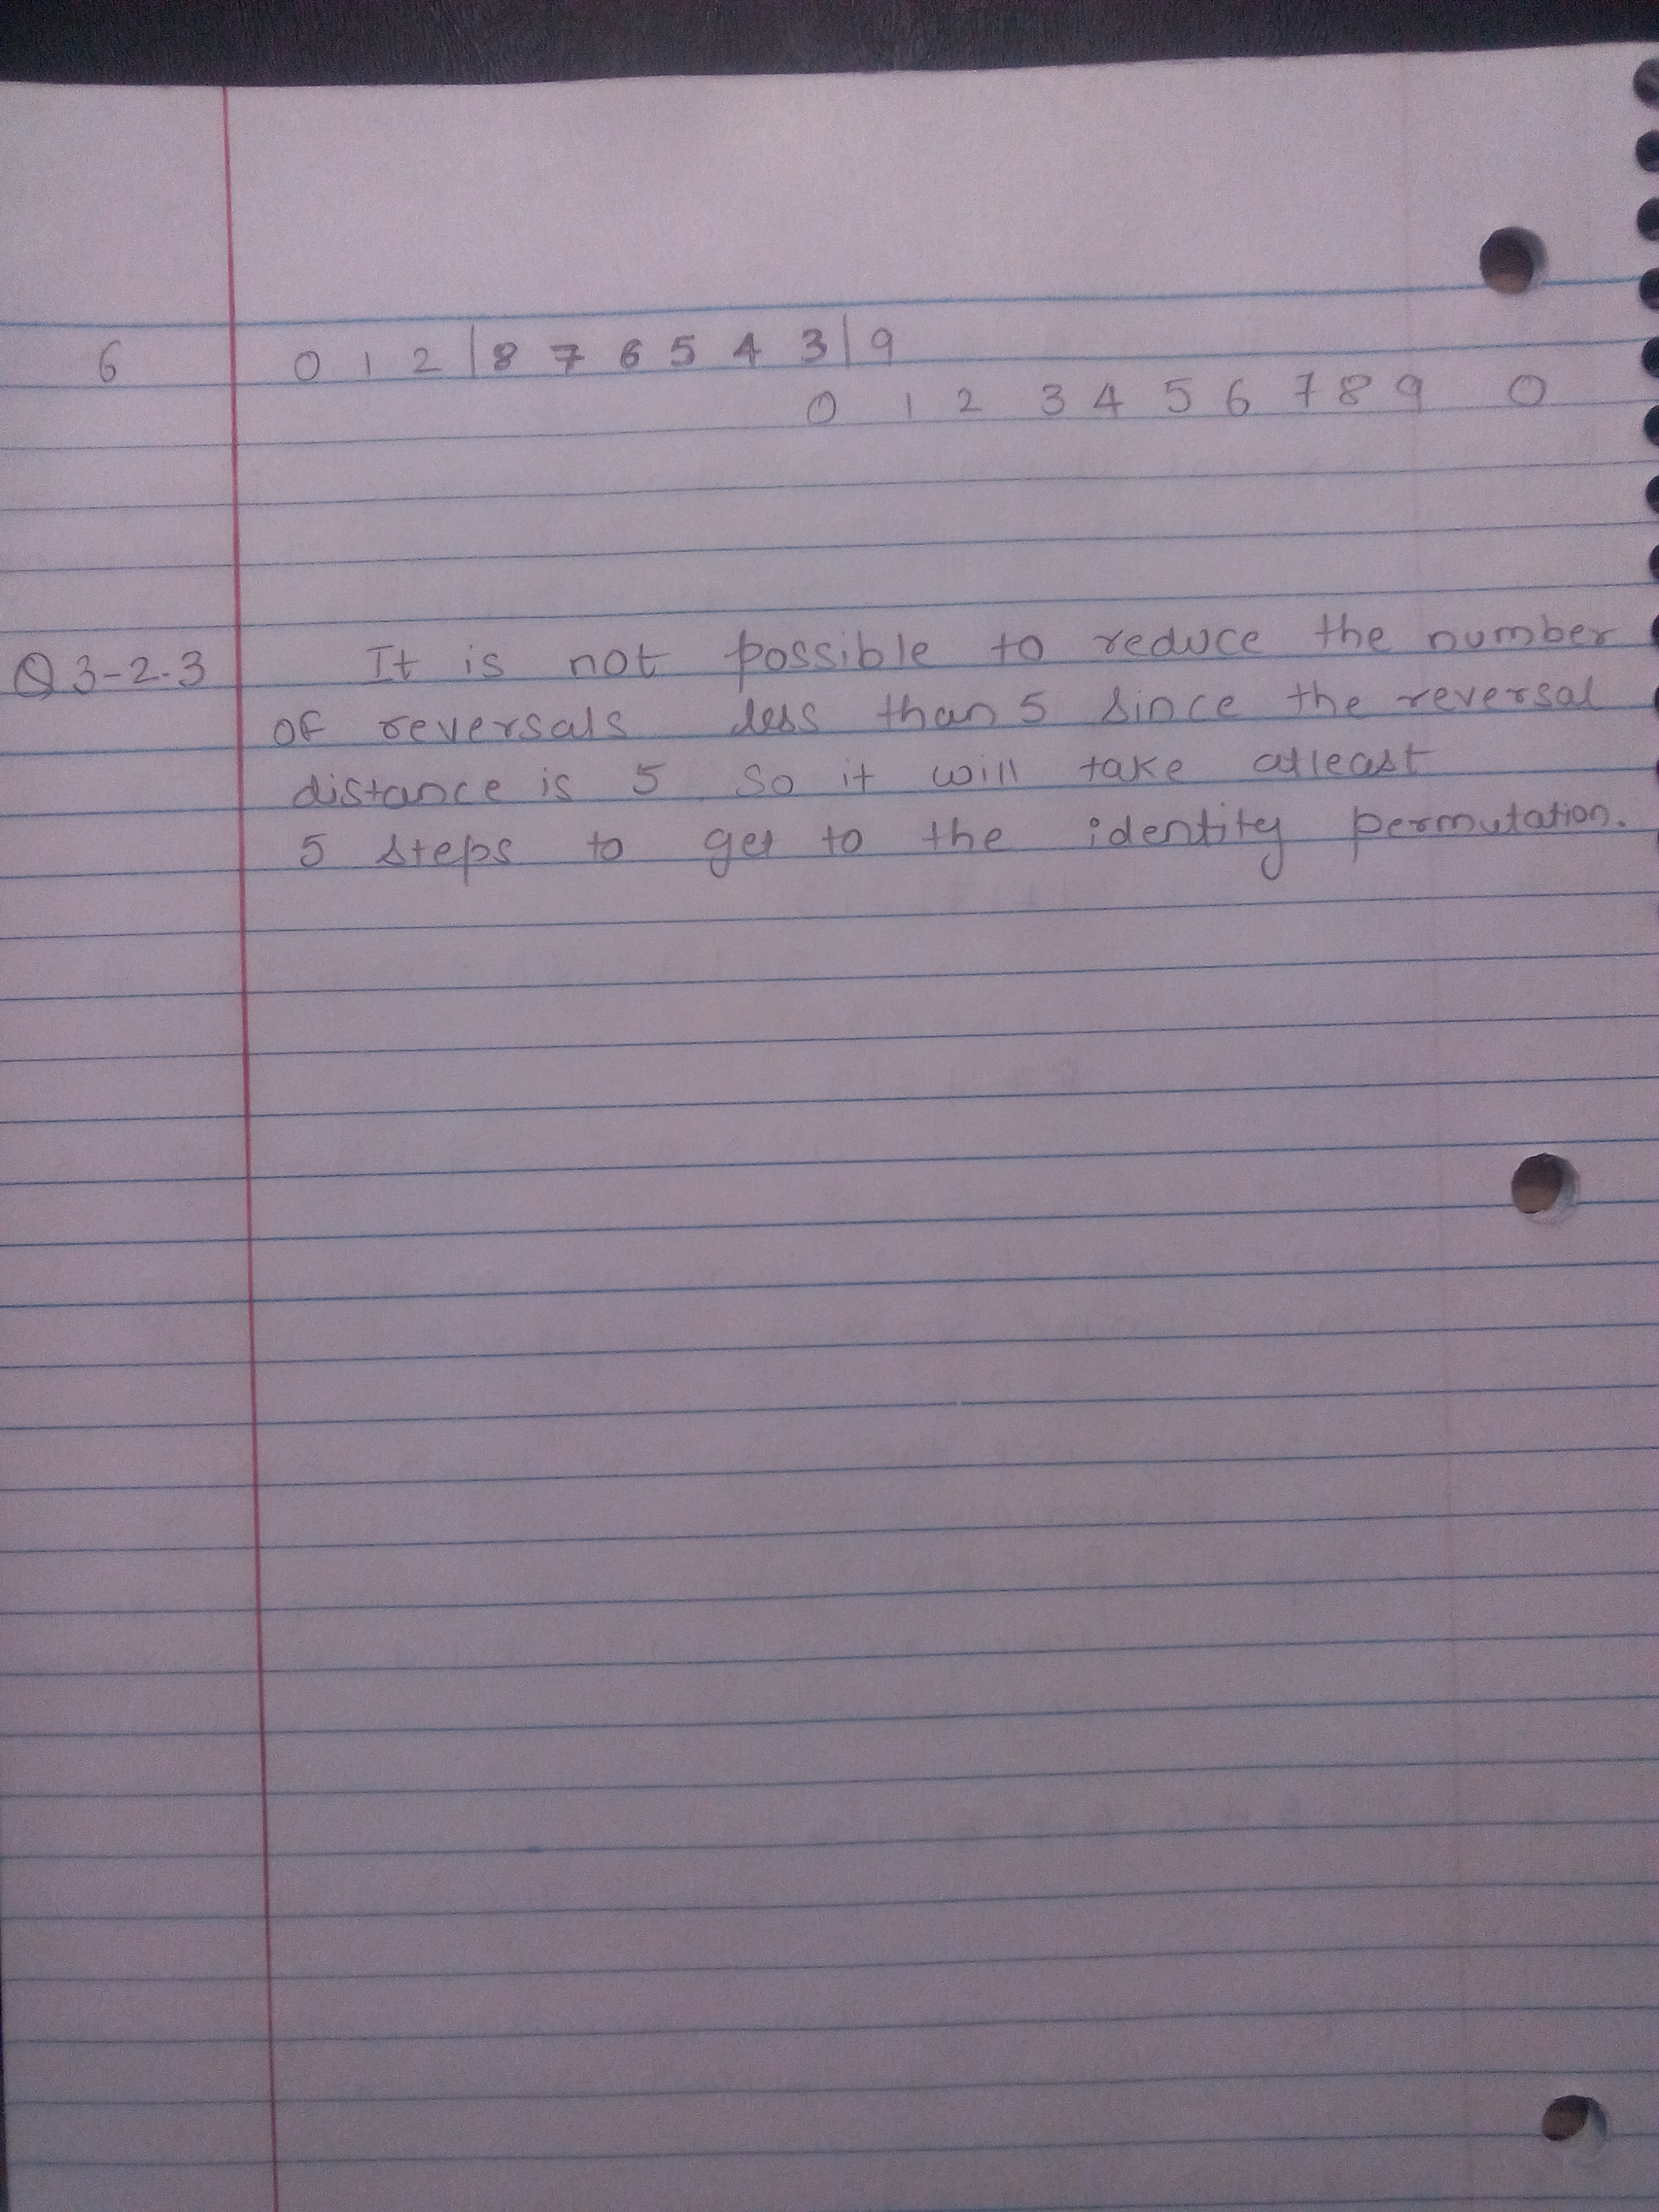 6 0 1 2 | 8 7 6 5 4 3 | 9
0 1 2 3 4 5 6 7 8 9 0
Q 3-2.3 It is not possible to reduce the number
of reversals less than 5 since the reversal
distance is 5 So it will take atleast
5 steps to get to the identity permutation.